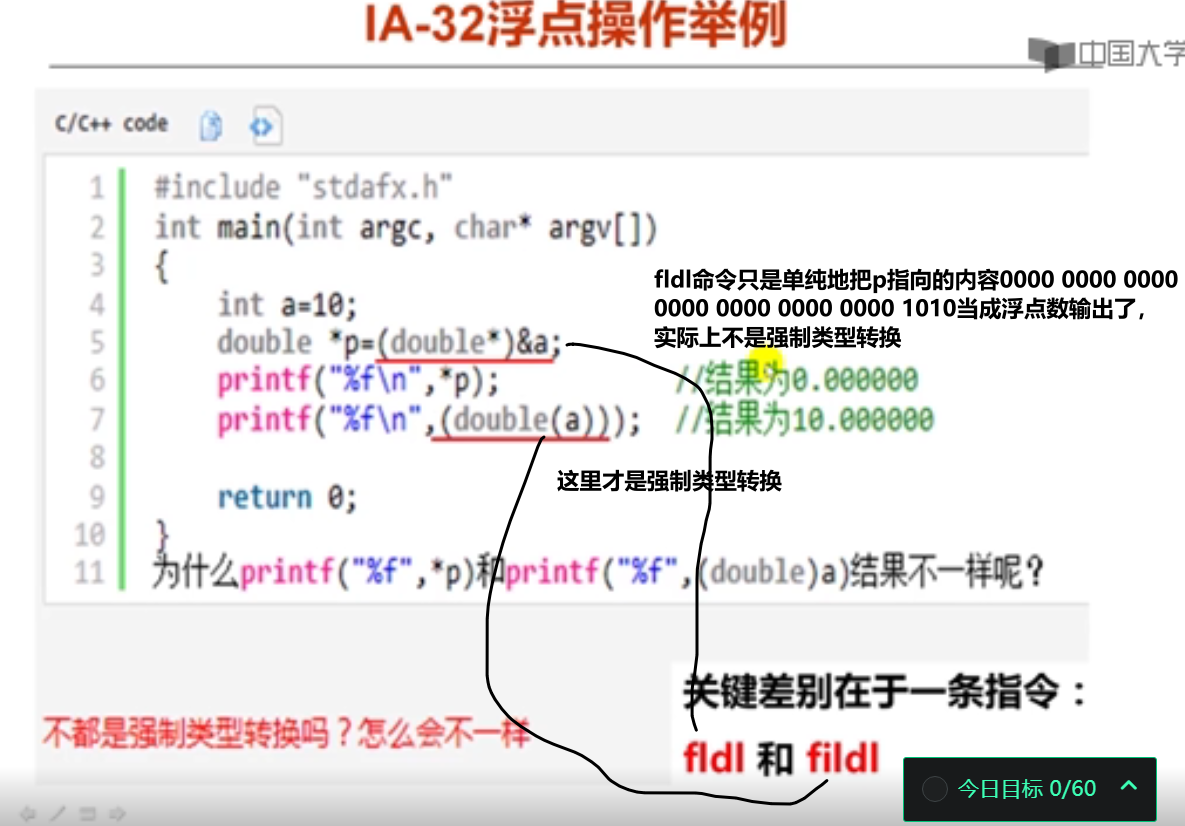 IA-32浮点操作举例
中国大学
C/C++ code
1 #include "stdafx.h"
2 int main(int argc, char* argv[])
3 {
4 int a=10;
5 double *p=(double*)&a;
6 printf("%f\n",*p); //结果为0.000000
7 printf("%f\n",(double(a))); //结果为10.000000
8
9 return 0;
10 }
11 为什么printf("%f",*p)和printf("%f",(double)a)结果不一样呢？
fldl命令只是单纯地把p指向的内容0000 0000 0000
0000 0000 0000 0000 1010当成浮点数输出了，
实际上不是强制类型转换
这里才是强制类型转换
关键差别在于一条指令：
fldl 和 fildl
不都是强制类型转换吗？怎么会不一样
今日目标 0/60